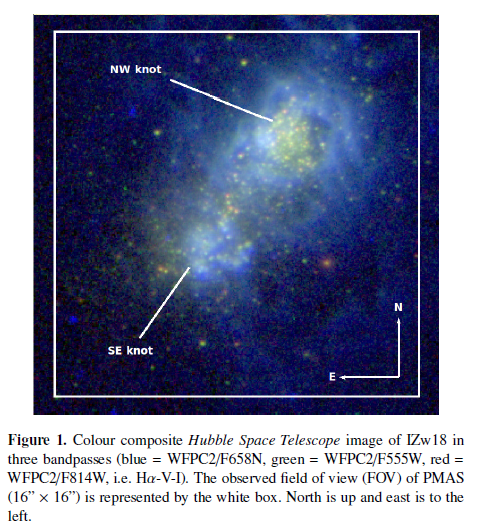 NW knot
SE knot
N
E
Figure 1. Colour composite Hubble Space Telescope image of IZw18 in
three bandpasses (blue = WFPC2/F658N, green = WFPC2/F555W, red =
WFPC2/F814W, i.e. Hα-V-I). The observed field of view (FOV) of PMAS
(16” × 16”) is represented by the white box. North is up and east is to the
left.